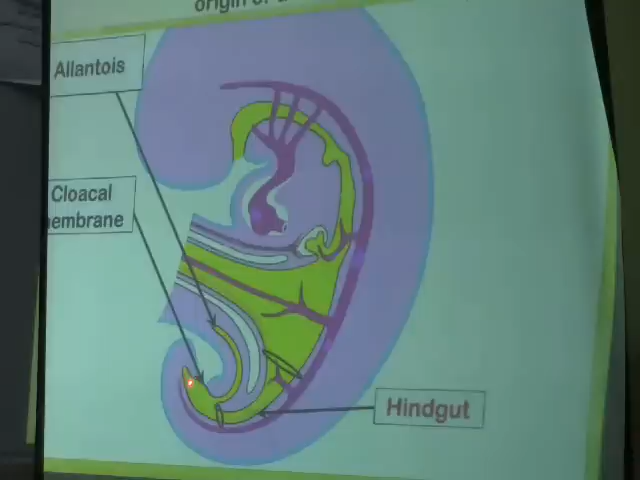 origin of
Allantois
Cloacal
membrane
Hindgut